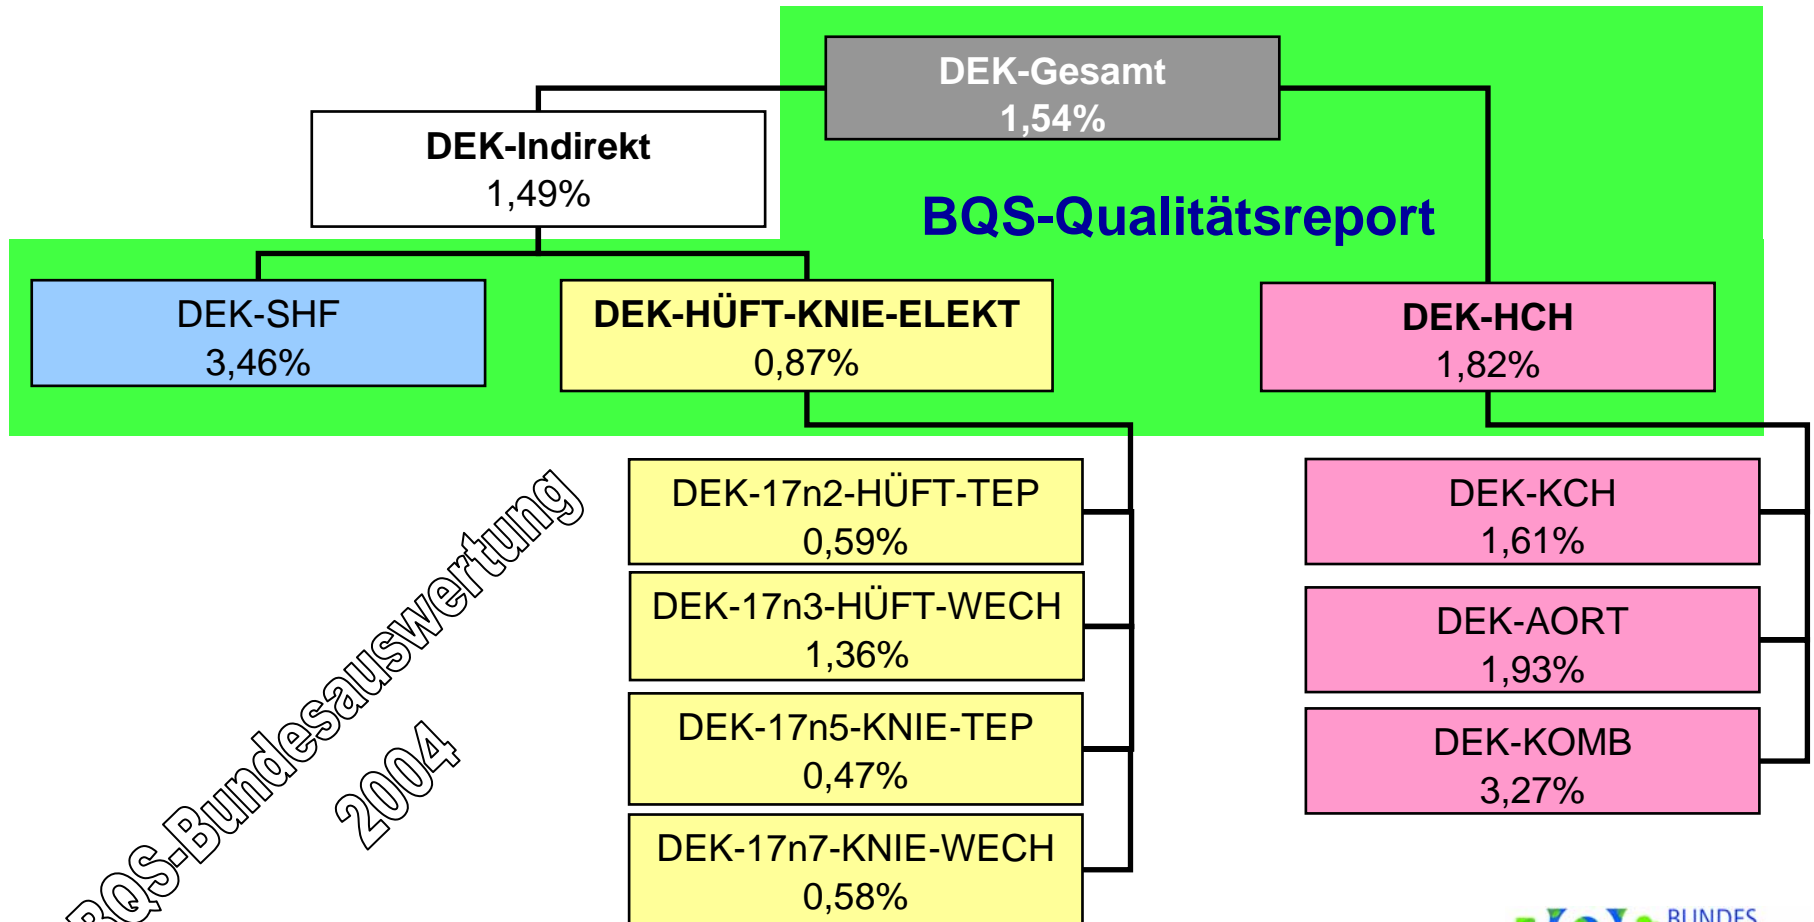 DEK-Gesamt
1,54%
DEK-Indirekt
1,49%
BQS-Qualitätsreport
DEK-SHF
3,46%
DEK-HÜFT-KNIE-ELEKT
0,87%
DEK-HCH
1,82%
DEK-17n2-HÜFT-TEP
0,59%
DEK-17n3-HÜFT-WECH
1,36%
DEK-17n5-KNIE-TEP
0,47%
DEK-17n7-KNIE-WECH
0,58%
DEK-KCH
1,61%
DEK-AORT
1,93%
DEK-KOMB
3,27%
BQS-Bundesauswertung
2004
BUNDES